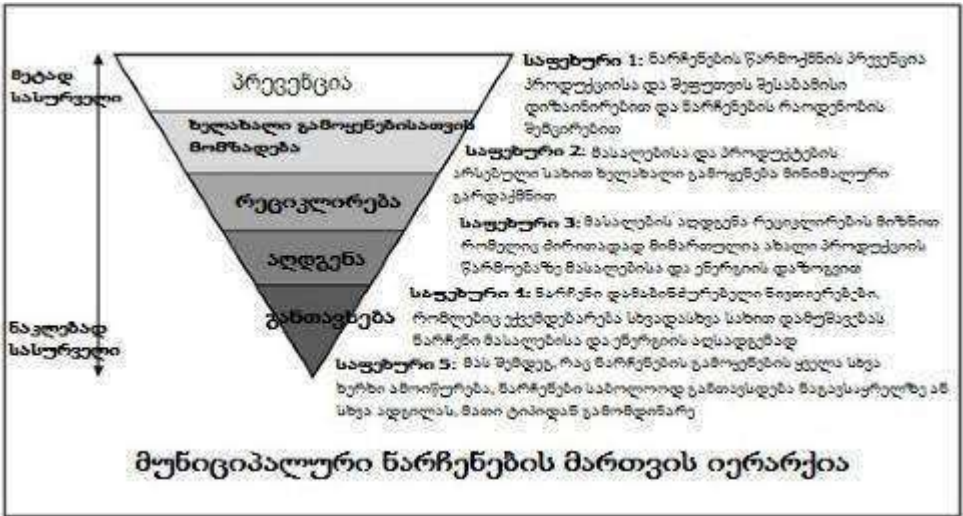 მეტად
სასურველი
პრევენცია
ხელახალი გამოყენებისათვის
მომზადება
რეციკლირება
აღდგენა
განთავსება
ნაკლებად
სასურველი
საფეხური 1: ნარჩენების წარმოქმნის პრევენცია
პროდუქციისა და შეფუთვის შესაბამისი
დიზაინირებით და ნარჩენების რაოდენობის
შემცირებით
საფეხური 2: მასალებისა და პროდუქტების
არსებული სახით ხელახალი გამოყენება მინიმალური
გარდაქმნით
საფეხური 3: მასალების აღდგენა რეციკლირების მიზნით
რომელიც ძირითადად მიმართულია ახალი პროდუქციის
წარმოებაზე მასალებისა და ენერგიის დაზოგვით
საფეხური 4: ნარჩენი დანაბინძურებელი ნივთიერებები,
რომლებიც ექვემდებარება სხვადასხვა სახით დამუშავებას
ნარჩენი მასალებისა და ენერგიის აღსადგენად
საფეხური 5: მას შემდეგ, რაც ნარჩენების გამოყენების ყველა სხვა
ხერხი ამოიწურება, ნარჩენები საბოლოოდ განთავსდება ნაგავსაყრელზე ან
სხვა ადგილას, მათი ტიპიდან გამომდინარე
მუნიციპალური ნარჩენების მართვის იერარქია